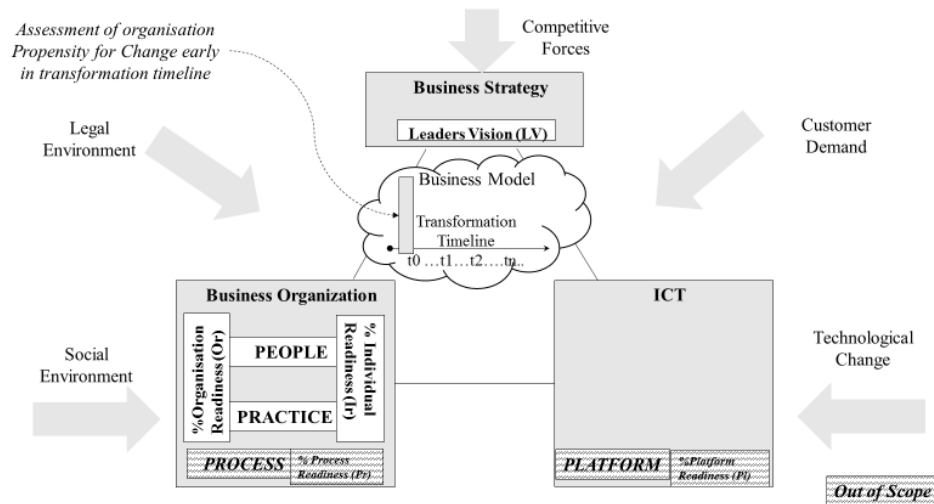 Assessment of organisation
Propensity for Change early
in transformation timeline
Competitive
Forces
Business Strategy
Leaders Vision (LV)
Legal
Environment
Customer
Demand
Business Model
Transformation
Timeline
t0 …t1…t2….tn..
Business Organization
ICT
%Organisation
Readiness (Or)
PEOPLE
PRACTICE
% Individual
Readiness (Ir)
Social
Environment
Technological
Change
PROCESS
% Process
Readiness (Pr)
PLATFORM
%Platform
Readiness (Pl)
Out of Scope